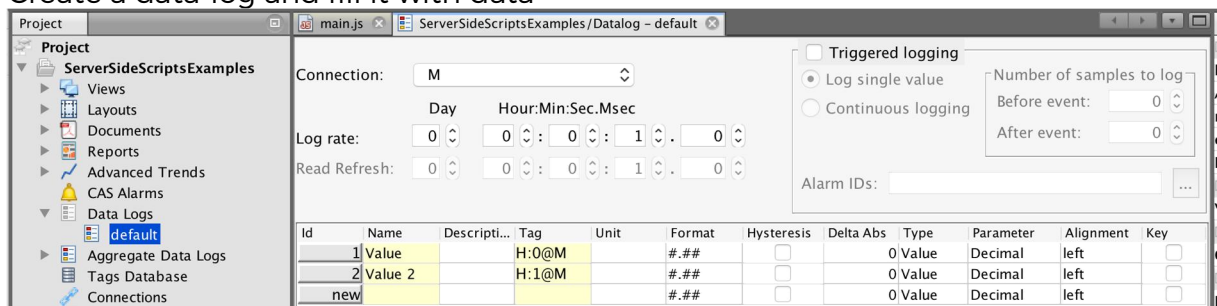 Create a data log and fill it with data
Project
main.js
ServerSideScriptsExamples/Datalog - default
Project
ServerSideScriptsExamples
Views
Layouts
Documents
Reports
Advanced Trends
CAS Alarms
Data Logs
default
Aggregate Data Logs
Tags Database
Connections
Connection: M
Day Hour:Min:Sec.Msec
Log rate: 0 0 : 0 : 1 . 0
Read Refresh: 0 0 : 0 : 1 . 0
Triggered logging
Log single value
Continuous logging
Number of samples to log
Before event: 0
After event: 0
Alarm IDs: ...
Id Name Descripti... Tag Unit Format Hysteresis Delta Abs Type Parameter Alignment Key
1 Value H:0@M #.## 0 Value Decimal left
2 Value 2 H:1@M #.## 0 Value Decimal left
new #.## 0 Value Decimal left